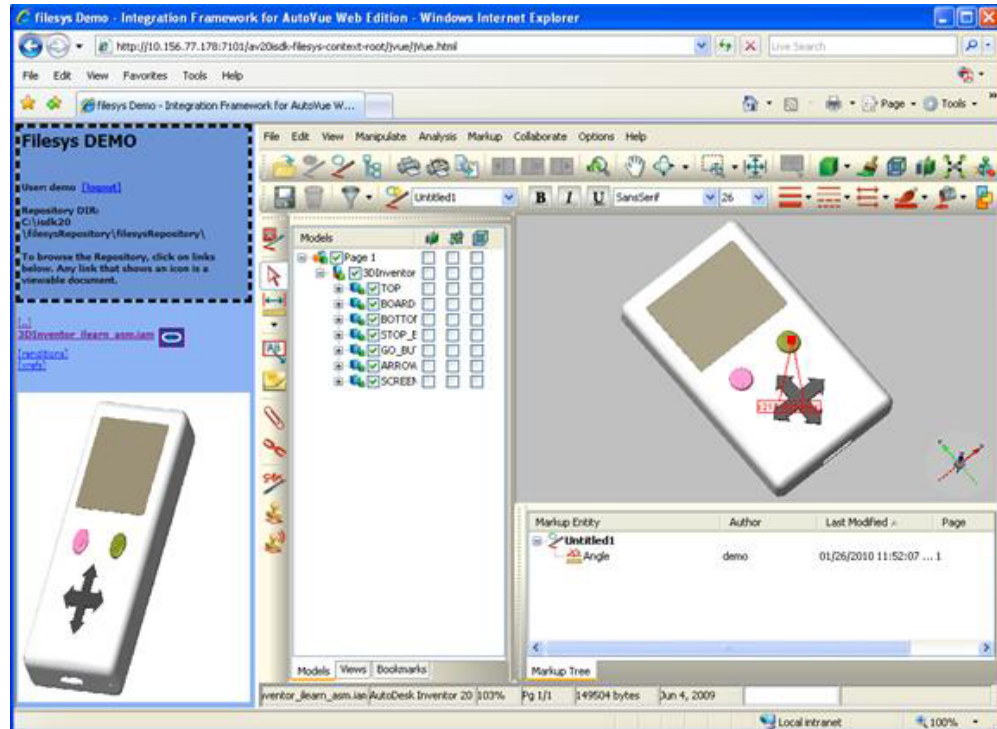 filesys Demo - Integration Framework for AutoVue Web Edition - Windows Internet Explorer
http://10.156.77.178:7101/av20isdk-filesys-context-root/jvue/jVue.html
Live Search
File Edit View Favorites Tools Help
filesys Demo - Integration Framework for AutoVue W...
Page
Tools
Filesys DEMO
User: demo [logout]
Repository DIR:
C:\isdk20
\filesysRepository\filesysRepository\
To browse the Repository, click on links
below. Any link that shows an icon is a
viewable document.
[..]
3DInventor_ilearn_asm.iam
[renditions]
[xrefs]
File Edit View Manipulate Analysis Markup Collaborate Options Help
Untitled1
B I U SansSerif 26
Models
Page 1
3DInventor
TOP
BOARD
BOTTO
STOP_E
GO_BU
ARROW
SCREEN
Models Views Bookmarks
Markup Entity Author Last Modified Page
Untitled1
Angle demo 01/26/2010 11:52:07 ... 1
Markup Tree
ventor_ilearn_asm.ian AutoDesk Inventor 20 103% Pg 1/1 149504 bytes Jun 4, 2009
Local intranet 100%